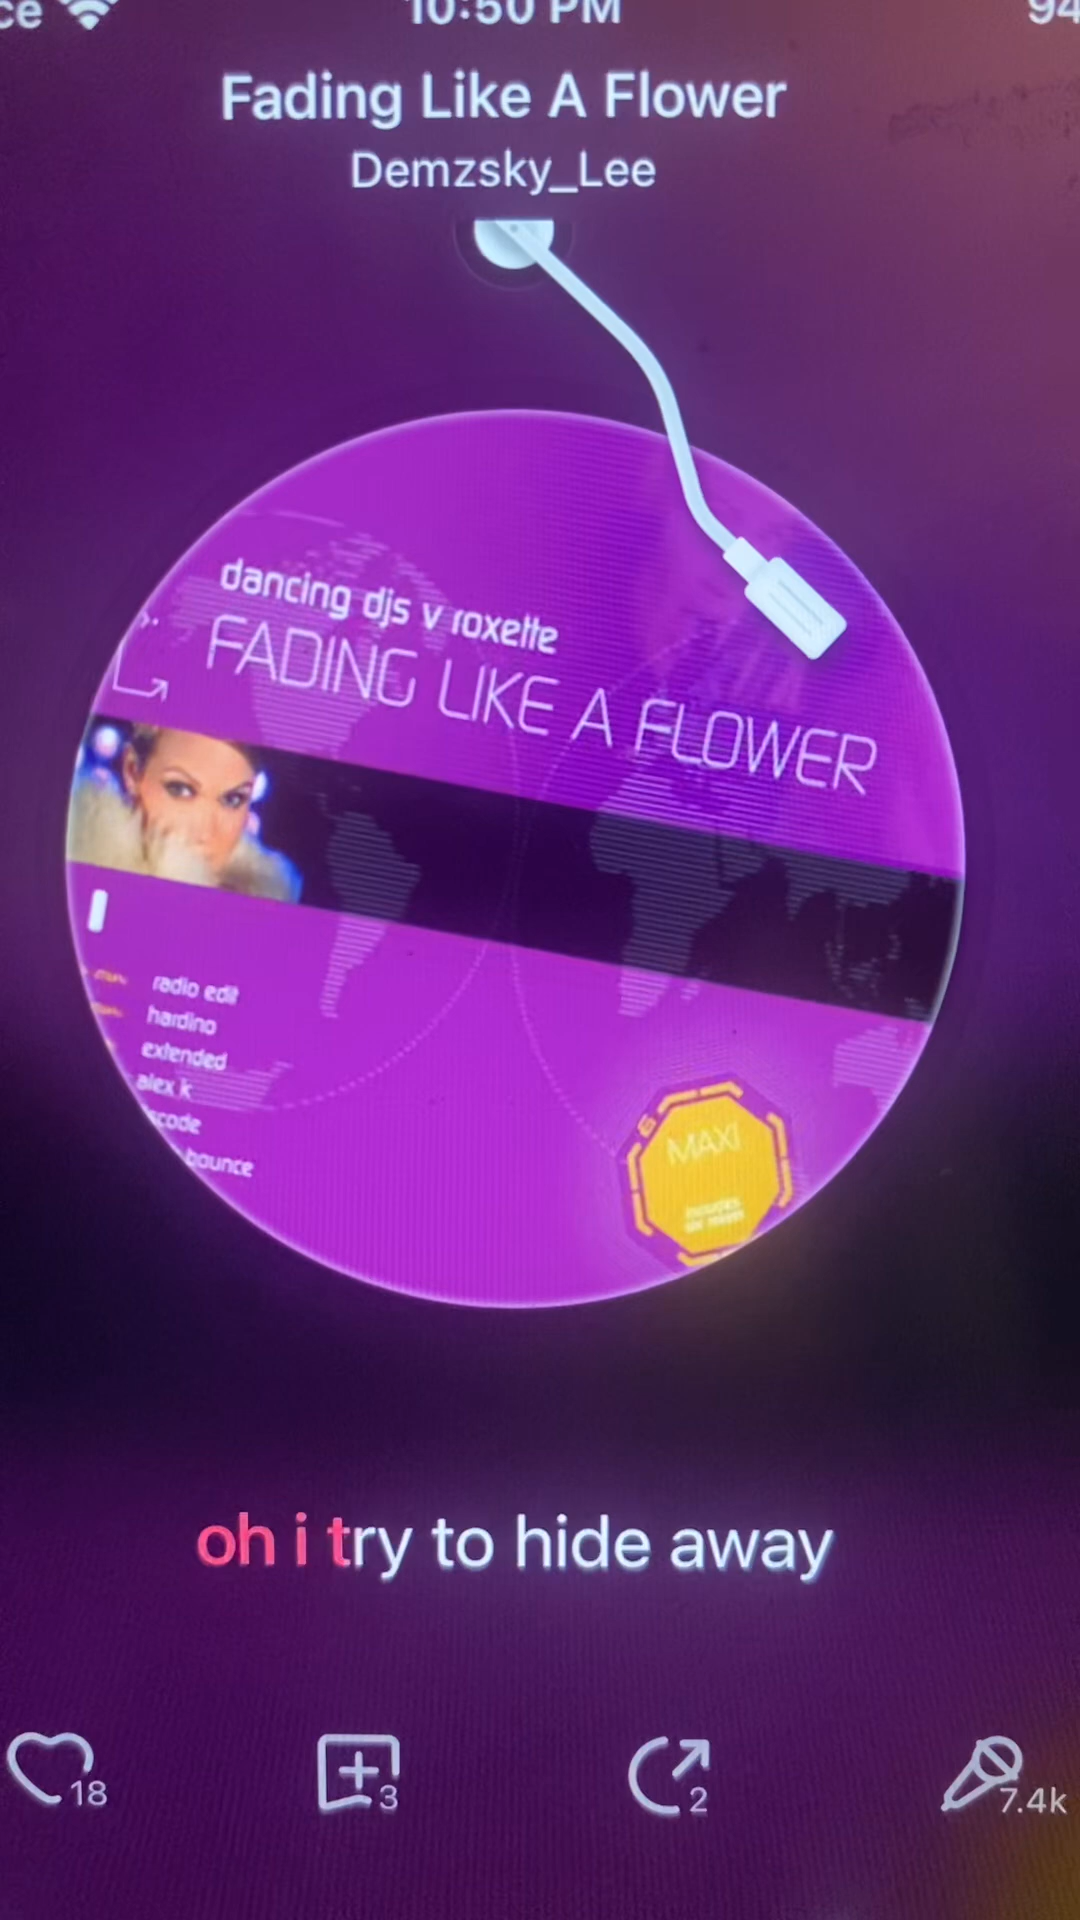 10:50 PM
Fading Like A Flower
Demzsky_Lee
dancing djs v roxette
FADING LIKE A FLOWER
radio edit
hardino
extended
alex k
bounce
MAXI
oh i try to hide away
18
3
2
7.4k